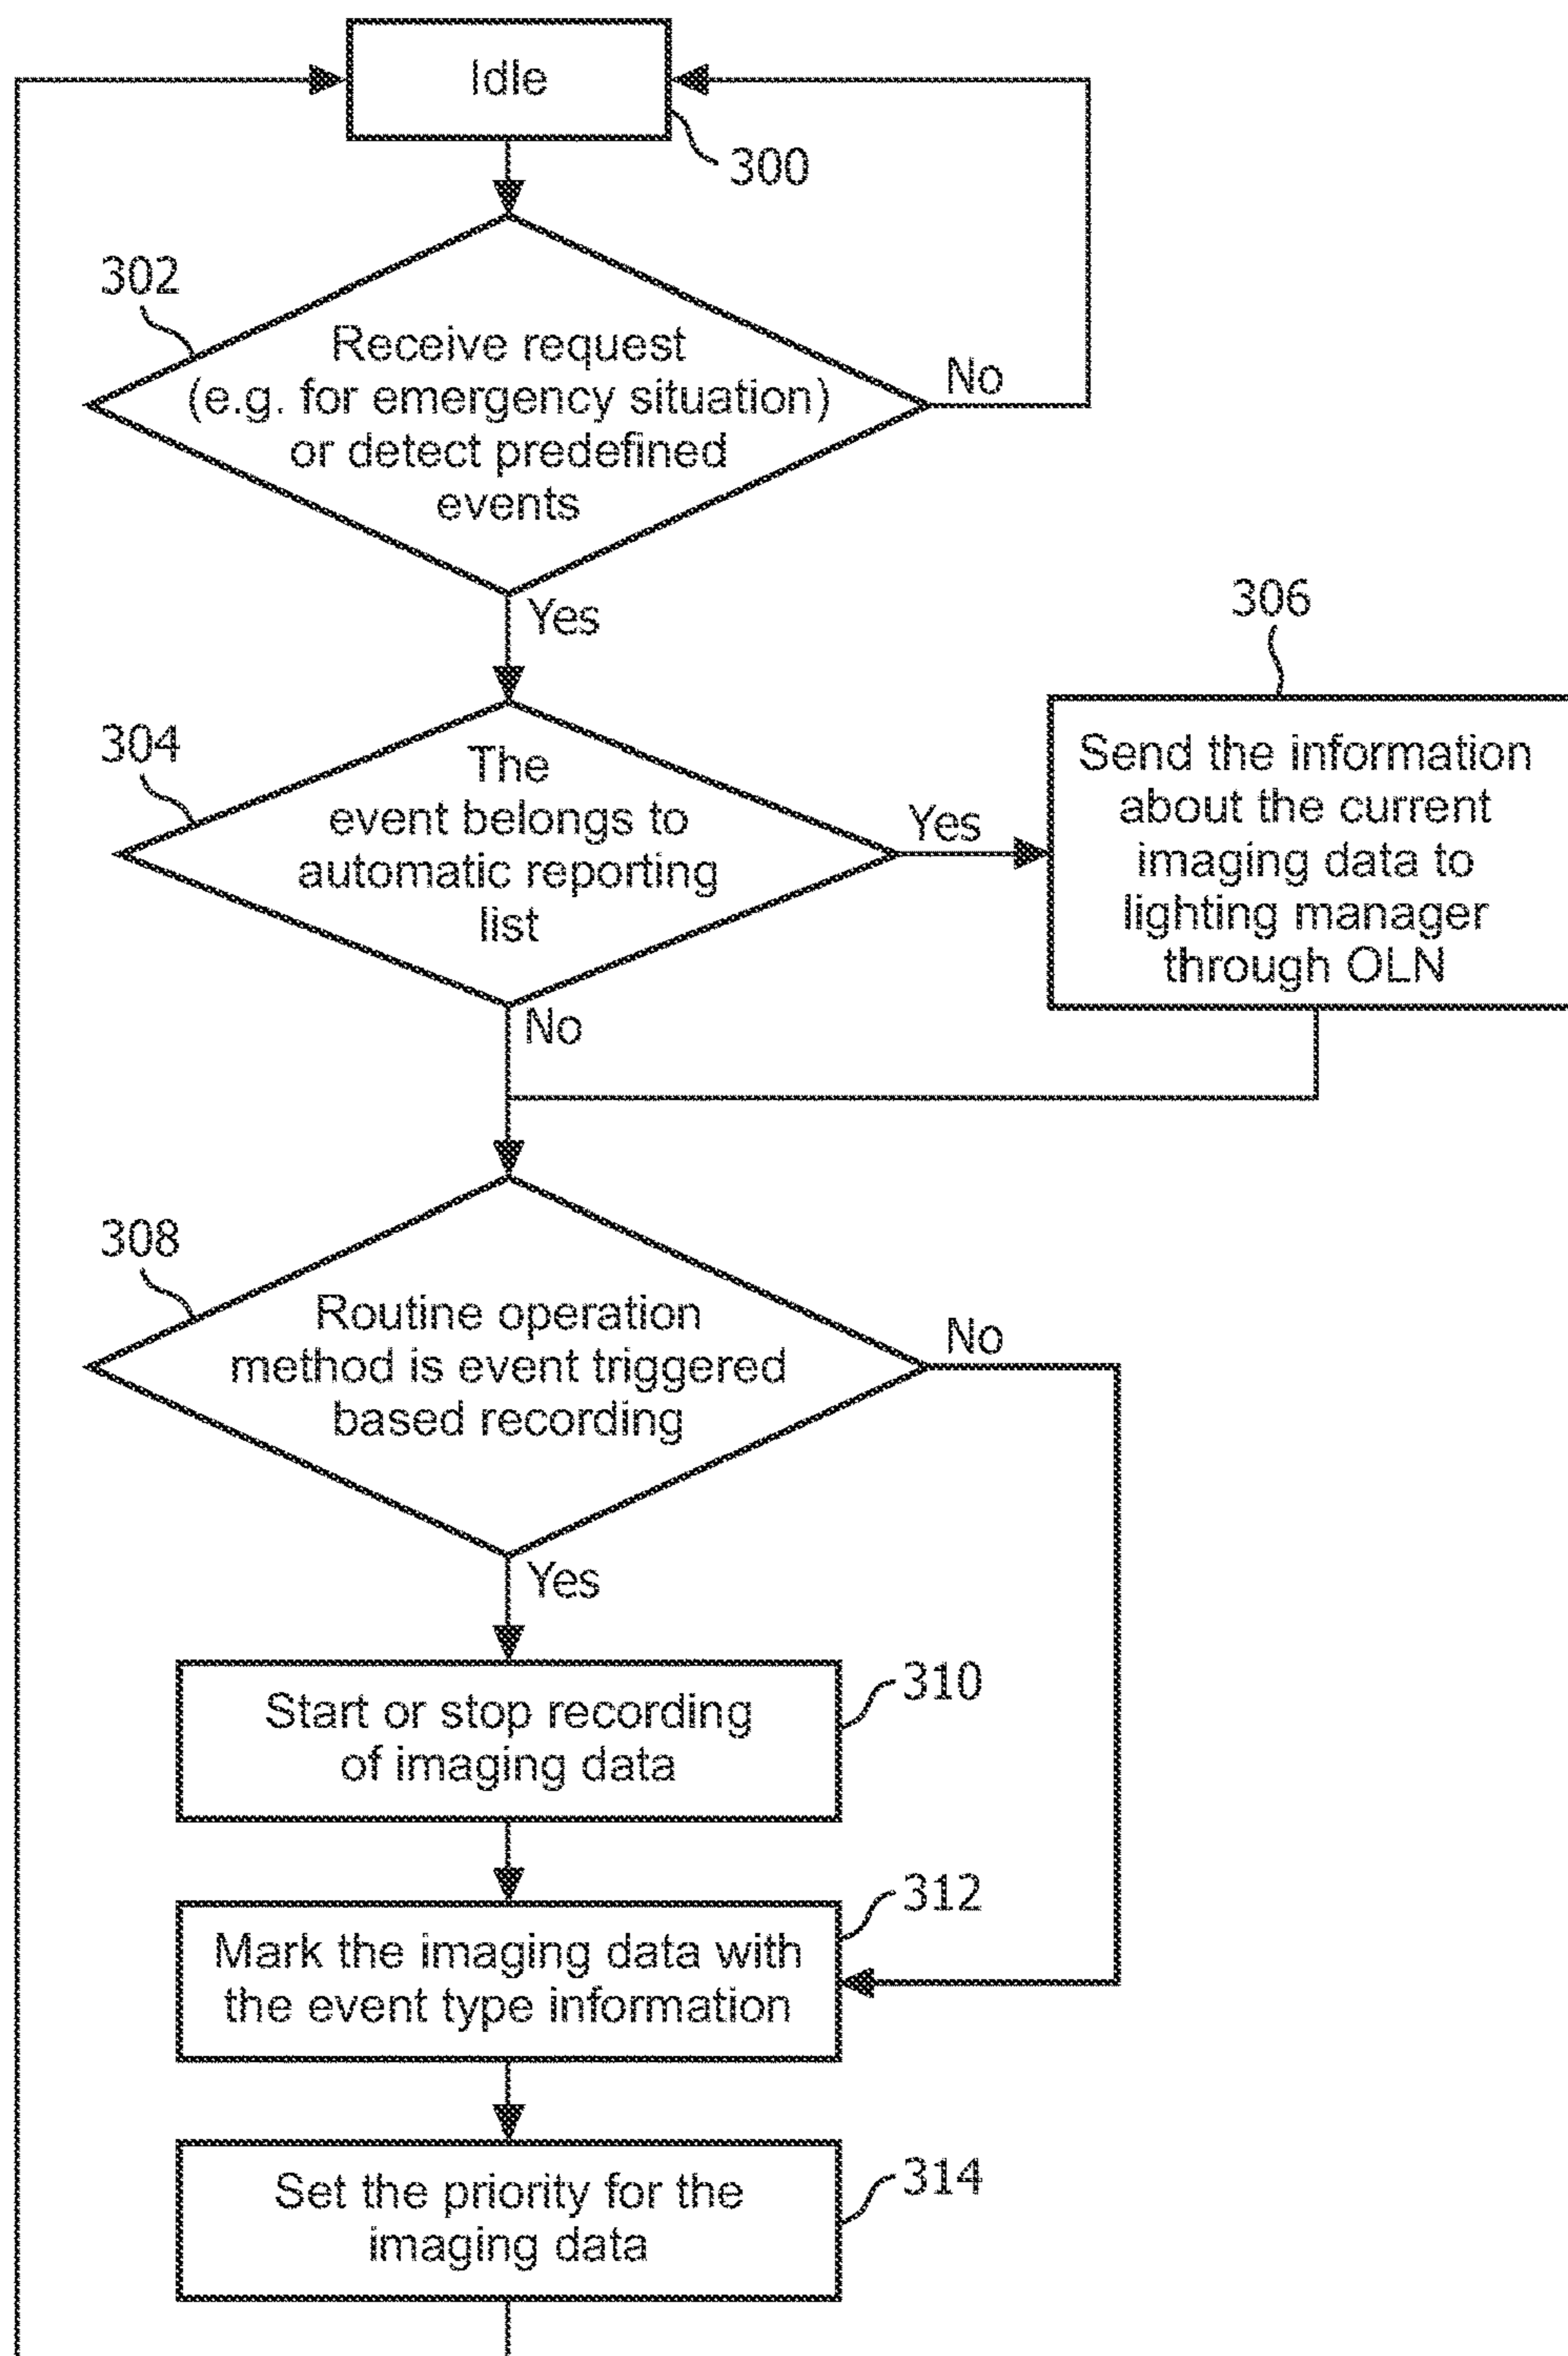 Idle
300
302
Receive request
(e.g. for emergency situation)
or detect predefined
events
No
Yes
304
The
event belongs to
automatic reporting
list
Yes
306
Send the information
about the current
imaging data to
lighting manager
through OLN
No
308
Routine operation
method is event triggered
based recording
No
Yes
Start or stop recording
of imaging data
310
Mark the imaging data with
the event type information
312
Set the priority for the
imaging data
314